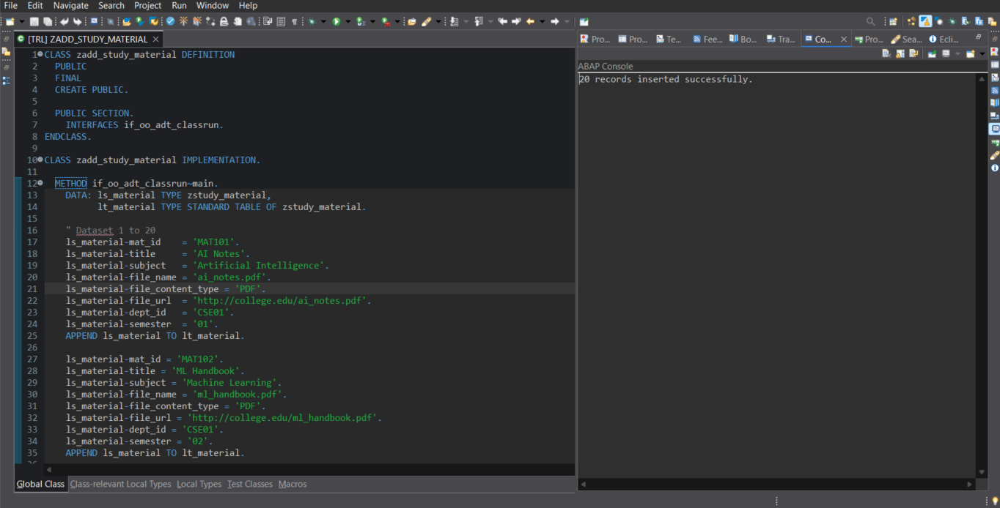 File Edit Navigate Search Project Run Window Help
[TRL] ZADD_STUDY_MATERIAL
1 CLASS zadd_study_material DEFINITION
2 PUBLIC
3 FINAL
4 CREATE PUBLIC.
5
6 PUBLIC SECTION.
7 INTERFACES if_oo_adt_classrun.
8 ENDCLASS.
9
10 CLASS zadd_study_material IMPLEMENTATION.
11
12 METHOD if_oo_adt_classrun~main.
13 DATA: ls_material TYPE zstudy_material,
14 lt_material TYPE STANDARD TABLE OF zstudy_material.
15
16 " Dataset 1 to 20
17 ls_material-mat_id    = 'MAT101'.
18 ls_material-title     = 'AI Notes'.
19 ls_material-subject   = 'Artificial Intelligence'.
20 ls_material-file_name = 'ai_notes.pdf'.
21 ls_material-file_content_type = 'PDF'.
22 ls_material-file_url  = 'http://college.edu/ai_notes.pdf'.
23 ls_material-dept_id   = 'CSE01'.
24 ls_material-semester  = '01'.
25 APPEND ls_material TO lt_material.
26
27 ls_material-mat_id = 'MAT102'.
28 ls_material-title = 'ML Handbook'.
29 ls_material-subject = 'Machine Learning'.
30 ls_material-file_name = 'ml_handbook.pdf'.
31 ls_material-file_content_type = 'PDF'.
32 ls_material-file_url = 'http://college.edu/ml_handbook.pdf'.
33 ls_material-dept_id = 'CSE01'.
34 ls_material-semester = '02'.
35 APPEND ls_material TO lt_material.
Global Class Class-relevant Local Types Local Types Test Classes Macros
Pro... Pro... Te... Fee... Bo... Tra... Co... Pro... Sea... Ecli...
ABAP Console
20 records inserted successfully.